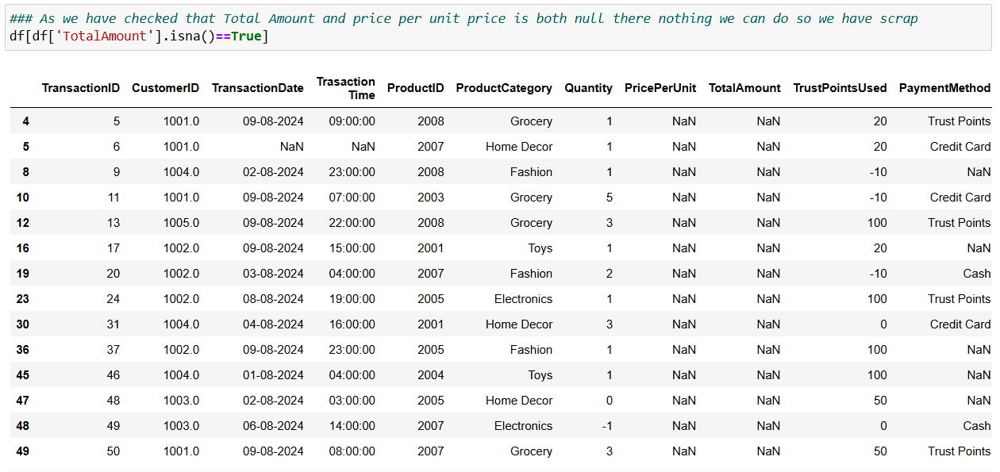 ### As we have checked that Total Amount and price per unit price is both null there nothing we can do so we have scrap
df[df['TotalAmount'].isna()==True]
TransactionID CustomerID TransactionDate Trasaction Time ProductID ProductCategory Quantity PricePerUnit TotalAmount TrustPointsUsed PaymentMethod
4 5 1001.0 09-08-2024 09:00:00 2008 Grocery 1 NaN NaN 20 Trust Points
5 6 1001.0 NaN NaN 2007 Home Decor 1 NaN NaN 20 Credit Card
8 9 1004.0 02-08-2024 23:00:00 2008 Fashion 1 NaN NaN -10 NaN
10 11 1001.0 09-08-2024 07:00:00 2003 Grocery 5 NaN NaN -10 Credit Card
12 13 1005.0 09-08-2024 22:00:00 2008 Grocery 3 NaN NaN 100 Trust Points
16 17 1002.0 09-08-2024 15:00:00 2001 Toys 1 NaN NaN 20 NaN
19 20 1002.0 03-08-2024 04:00:00 2007 Fashion 2 NaN NaN -10 Cash
23 24 1002.0 08-08-2024 19:00:00 2005 Electronics 1 NaN NaN 100 Trust Points
30 31 1004.0 04-08-2024 16:00:00 2001 Home Decor 3 NaN NaN 0 Credit Card
36 37 1002.0 09-08-2024 23:00:00 2005 Fashion 1 NaN NaN 100 NaN
45 46 1004.0 01-08-2024 04:00:00 2004 Toys 1 NaN NaN 100 NaN
47 48 1003.0 02-08-2024 03:00:00 2005 Home Decor 0 NaN NaN 50 NaN
48 49 1003.0 06-08-2024 14:00:00 2007 Electronics -1 NaN NaN 0 Cash
49 50 1001.0 09-08-2024 08:00:00 2007 Grocery 3 NaN NaN 50 Trust Points